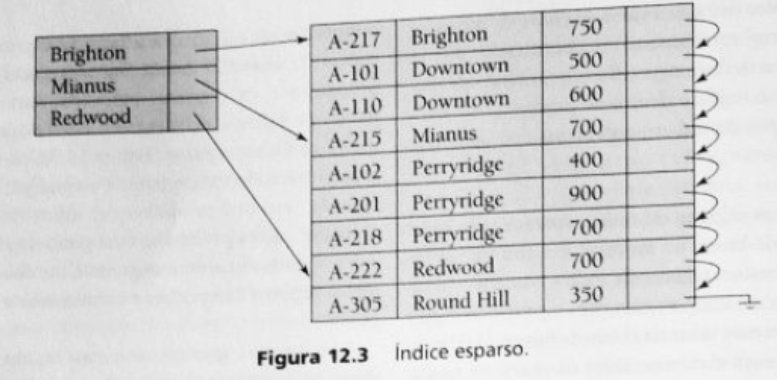 Brighton
Mianus
Redwood
A-217 Brighton 750
A-101 Downtown 500
A-110 Downtown 600
A-215 Mianus 700
A-102 Perryridge 400
A-201 Perryridge 900
A-218 Perryridge 700
A-222 Redwood 700
A-305 Round Hill 350
Figura 12.3 Índice esparso.